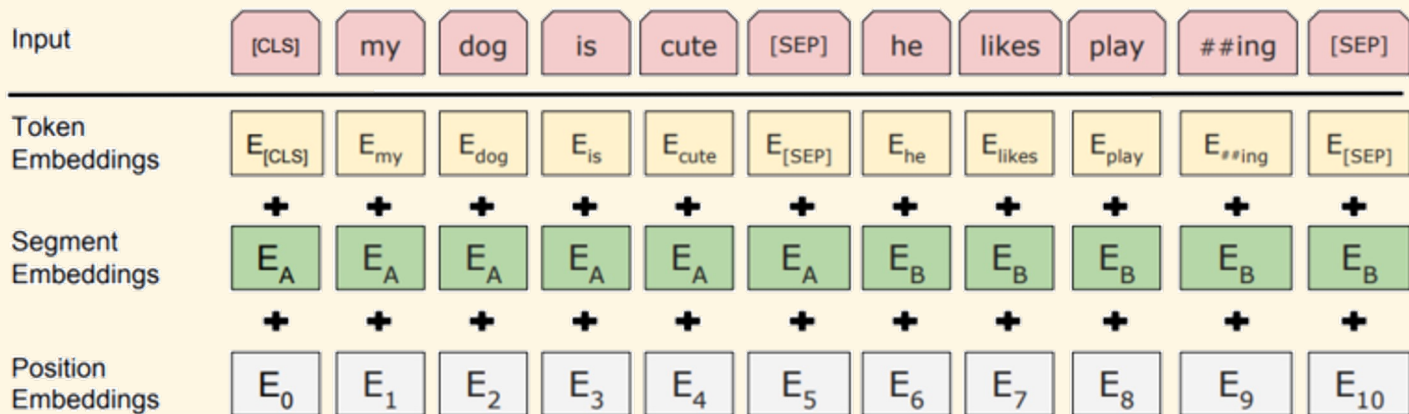 Input [CLS] my dog is cute [SEP] he likes play ##ing [SEP]
Token
Embeddings E[CLS] Emy Edog Eis Ecute E[SEP] Ehe Elikes Eplay E##ing E[SEP]
+ + + + + + + + + + +
Segment
Embeddings EA EA EA EA EA EA EB EB EB EB EB
+ + + + + + + + + + +
Position
Embeddings E0 E1 E2 E3 E4 E5 E6 E7 E8 E9 E10